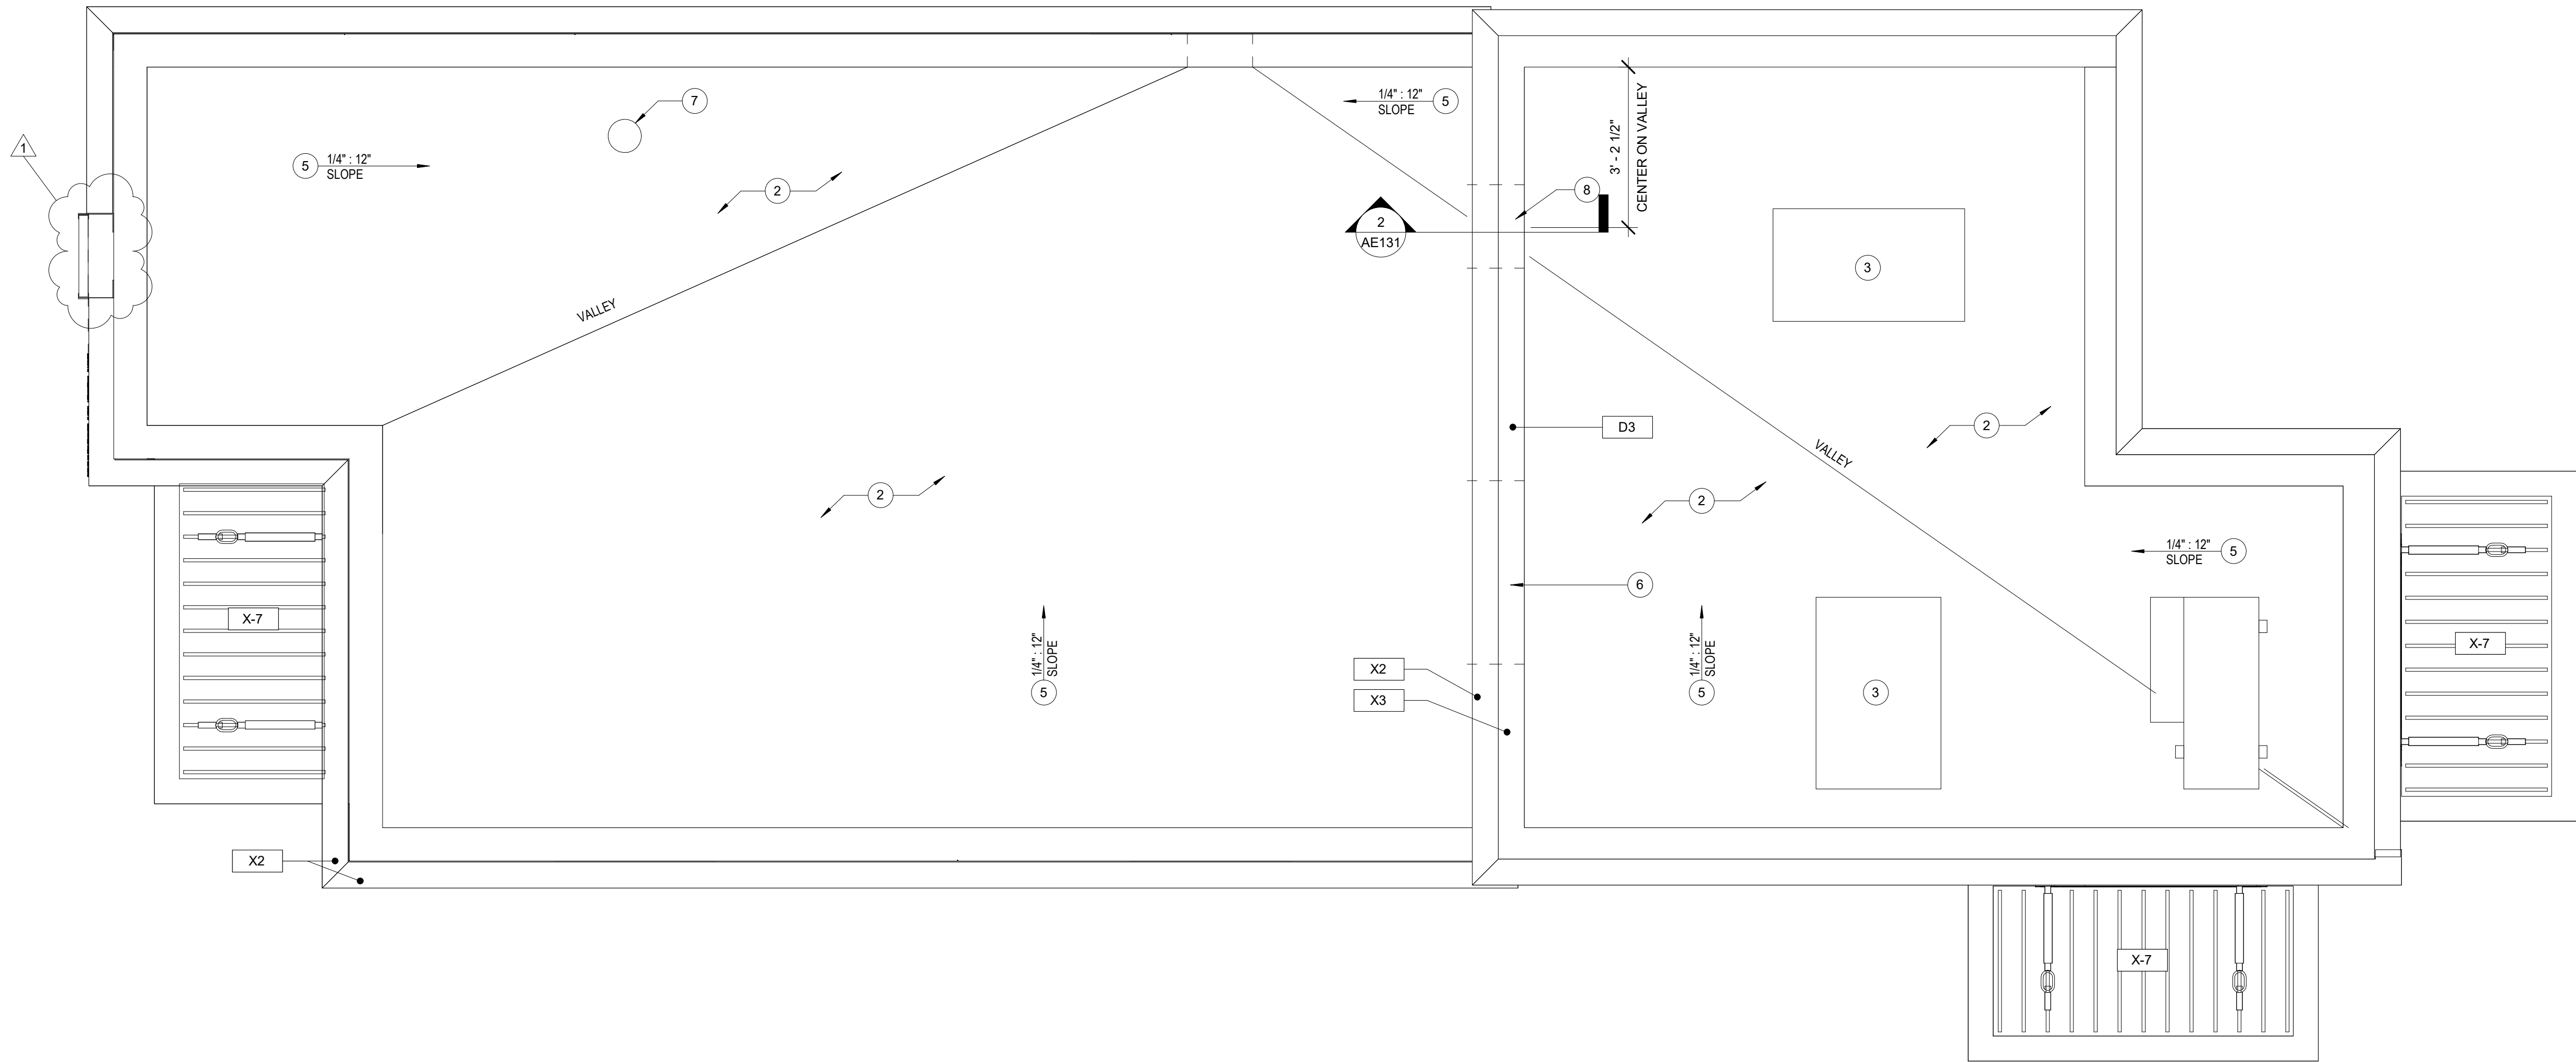 7
1/4" : 12"
SLOPE
5
3' - 2 1/2"
CENTER ON VALLEY
1
5
1/4" : 12"
SLOPE
2
8
2
AE131
3
VALLEY
D3
2
VALLEY
2
2
1/4" : 12"
SLOPE
5
6
X-7
1/4" : 12"
SLOPE
5
X2
X3
1/4" : 12"
SLOPE
5
3
X-7
X2
X-7